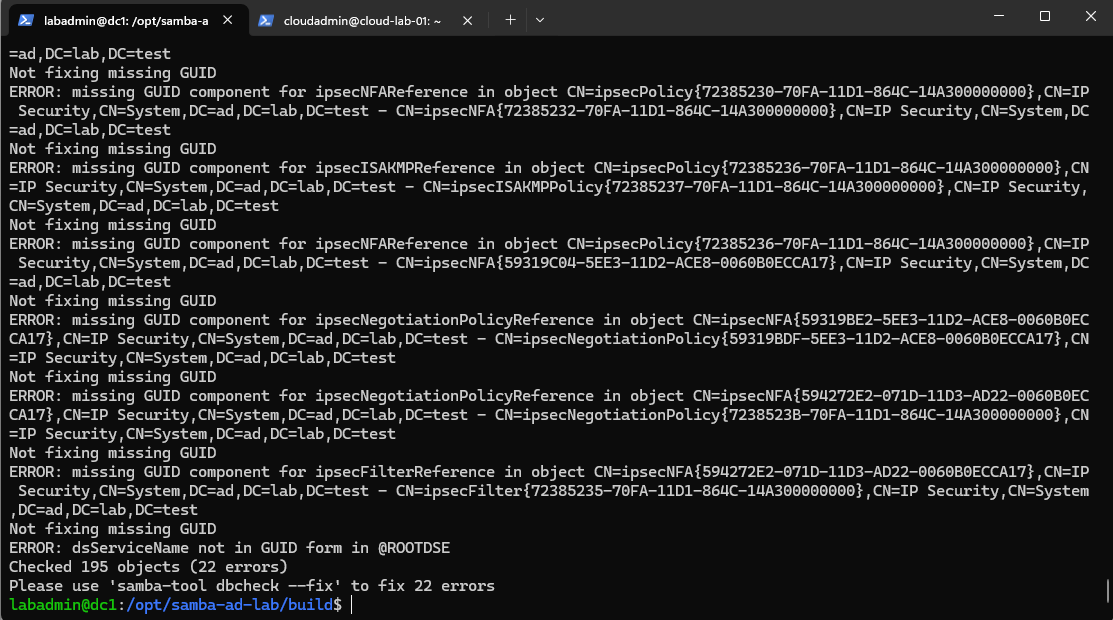 labadmin@dc1: /opt/samba-a
cloudadmin@cloud-lab-01: ~
=ad,DC=lab,DC=test
Not fixing missing GUID
ERROR: missing GUID component for ipsecNFAReference in object CN=ipsecPolicy{72385230-70FA-11D1-864C-14A300000000},CN=IP
 Security,CN=System,DC=ad,DC=lab,DC=test - CN=ipsecNFA{72385232-70FA-11D1-864C-14A300000000},CN=IP Security,CN=System,DC
=ad,DC=lab,DC=test
Not fixing missing GUID
ERROR: missing GUID component for ipsecISAKMPReference in object CN=ipsecPolicy{72385236-70FA-11D1-864C-14A300000000},CN
=IP Security,CN=System,DC=ad,DC=lab,DC=test - CN=ipsecISAKMPPolicy{72385237-70FA-11D1-864C-14A300000000},CN=IP Security,
CN=System,DC=ad,DC=lab,DC=test
Not fixing missing GUID
ERROR: missing GUID component for ipsecNFAReference in object CN=ipsecPolicy{72385236-70FA-11D1-864C-14A300000000},CN=IP
 Security,CN=System,DC=ad,DC=lab,DC=test - CN=ipsecNFA{59319C04-5EE3-11D2-ACE8-0060B0ECCA17},CN=IP Security,CN=System,DC
=ad,DC=lab,DC=test
Not fixing missing GUID
ERROR: missing GUID component for ipsecNegotiationPolicyReference in object CN=ipsecNFA{59319BE2-5EE3-11D2-ACE8-0060B0EC
CA17},CN=IP Security,CN=System,DC=ad,DC=lab,DC=test - CN=ipsecNegotiationPolicy{59319BDF-5EE3-11D2-ACE8-0060B0ECCA17},CN
=IP Security,CN=System,DC=ad,DC=lab,DC=test
Not fixing missing GUID
ERROR: missing GUID component for ipsecNegotiationPolicyReference in object CN=ipsecNFA{594272E2-071D-11D3-AD22-0060B0EC
CA17},CN=IP Security,CN=System,DC=ad,DC=lab,DC=test - CN=ipsecNegotiationPolicy{7238523B-70FA-11D1-864C-14A300000000},CN
=IP Security,CN=System,DC=ad,DC=lab,DC=test
Not fixing missing GUID
ERROR: missing GUID component for ipsecFilterReference in object CN=ipsecNFA{594272E2-071D-11D3-AD22-0060B0ECCA17},CN=IP
 Security,CN=System,DC=ad,DC=lab,DC=test - CN=ipsecFilter{72385235-70FA-11D1-864C-14A300000000},CN=IP Security,CN=System
,DC=ad,DC=lab,DC=test
Not fixing missing GUID
ERROR: dsServiceName not in GUID form in @ROOTDSE
Checked 195 objects (22 errors)
Please use 'samba-tool dbcheck --fix' to fix 22 errors
labadmin@dc1:/opt/samba-ad-lab/build$